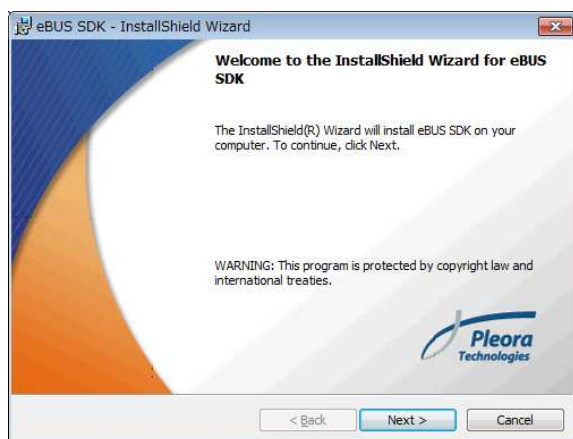 eBUS SDK - InstallShield Wizard
Welcome to the InstallShield Wizard for eBUS
SDK
The InstallShield(R) Wizard will install eBUS SDK on your
computer. To continue, click Next.
WARNING: This program is protected by copyright law and
international treaties.
Pleora
Technologies
< Back
Next >
Cancel